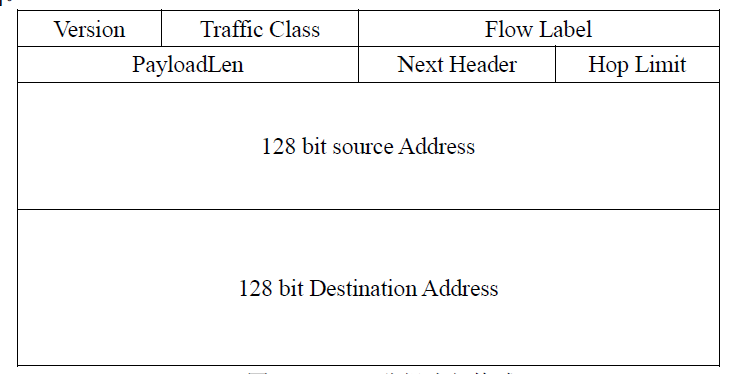 Version Traffic Class Flow Label
PayloadLen Next Header Hop Limit
128 bit source Address
128 bit Destination Address